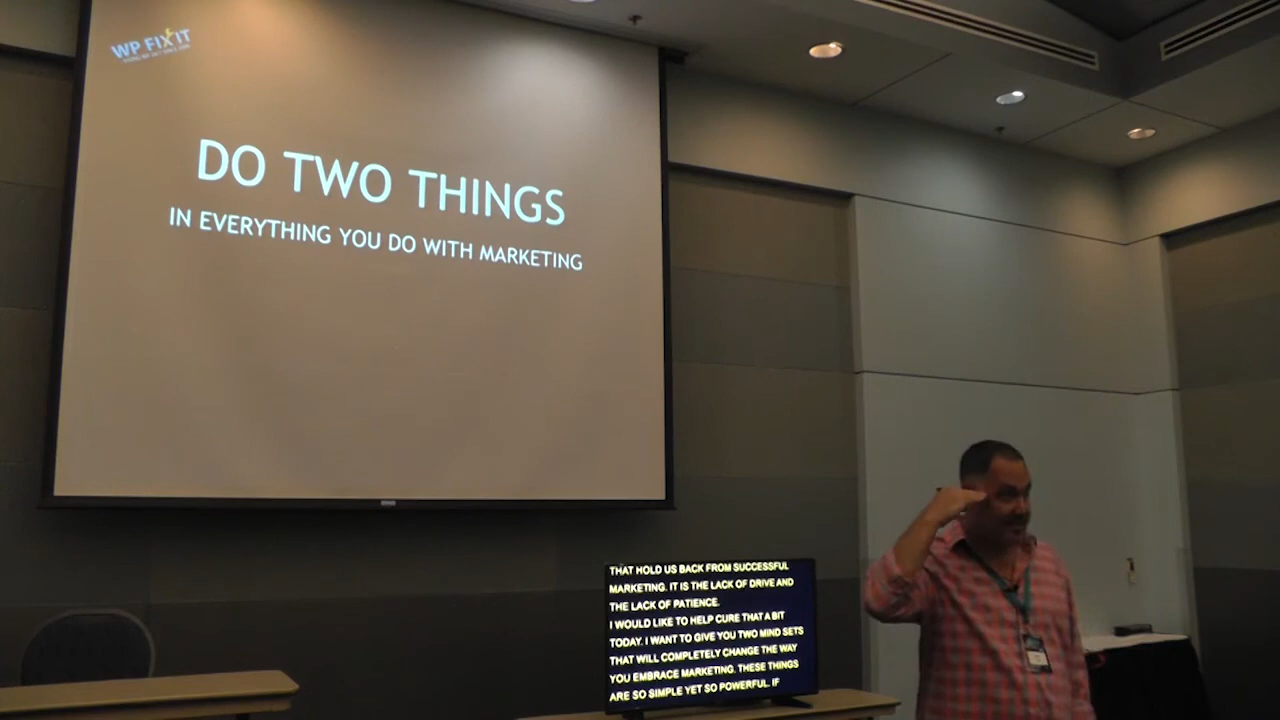 WP FIX IT
DO TWO THINGS
IN EVERYTHING YOU DO WITH MARKETING
THAT HOLD US BACK FROM SUCCESSFUL
MARKETING. IT IS THE LACK OF DRIVE AND
THE LACK OF PATIENCE.
I WOULD LIKE TO HELP CURE THAT A BIT
TODAY. I WANT TO GIVE YOU TWO MIND SETS
THAT WILL COMPLETELY CHANGE THE WAY
YOU EMBRACE MARKETING. THESE THINGS
ARE SO SIMPLE YET SO POWERFUL. IF